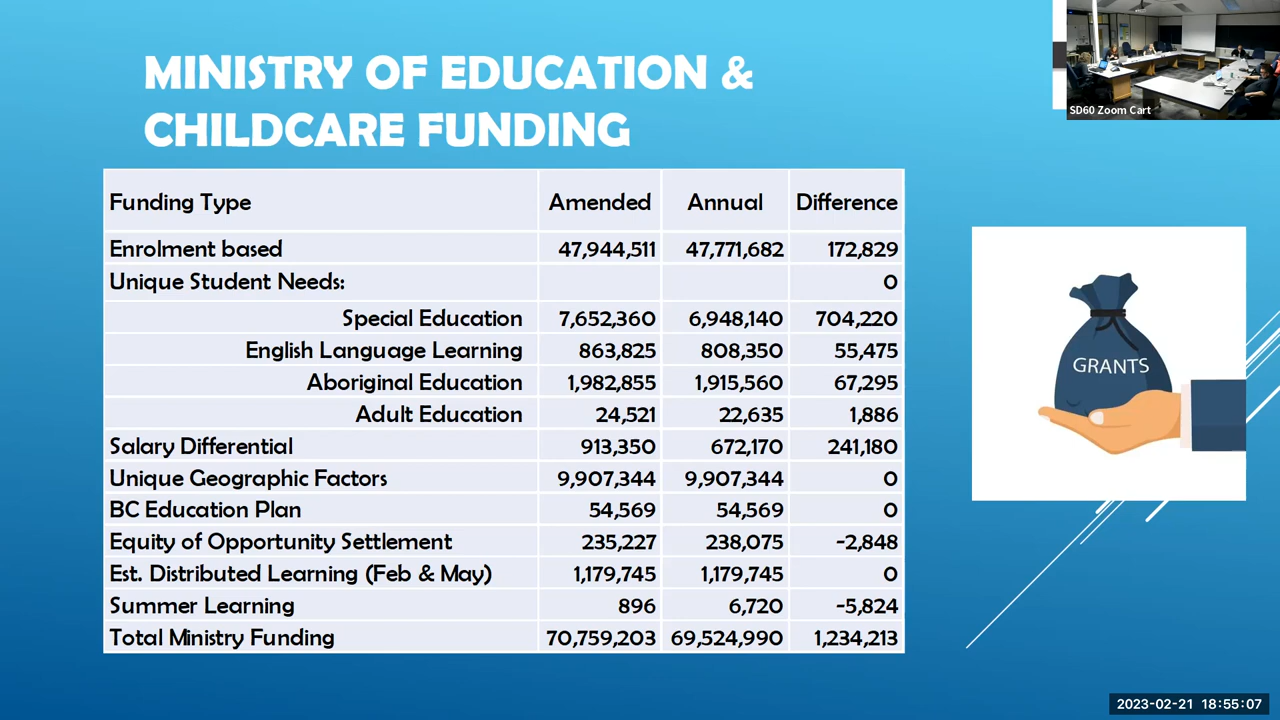 MINISTRY OF EDUCATION &
CHILDCARE FUNDING
SD60 Zoom Cart
Funding Type Amended Annual Difference
Enrolment based 47,944,511 47,771,682 172,829
Unique Student Needs: 0
Special Education 7,652,360 6,948,140 704,220
English Language Learning 863,825 808,350 55,475
Aboriginal Education 1,982,855 1,915,560 67,295
Adult Education 24,521 22,635 1,886
Salary Differential 913,350 672,170 241,180
Unique Geographic Factors 9,907,344 9,907,344 0
BC Education Plan 54,569 54,569 0
Equity of Opportunity Settlement 235,227 238,075 -2,848
Est. Distributed Learning (Feb & May) 1,179,745 1,179,745 0
Summer Learning 896 6,720 -5,824
Total Ministry Funding 70,759,203 69,524,990 1,234,213
GRANTS
2023-02-21 18:55:07